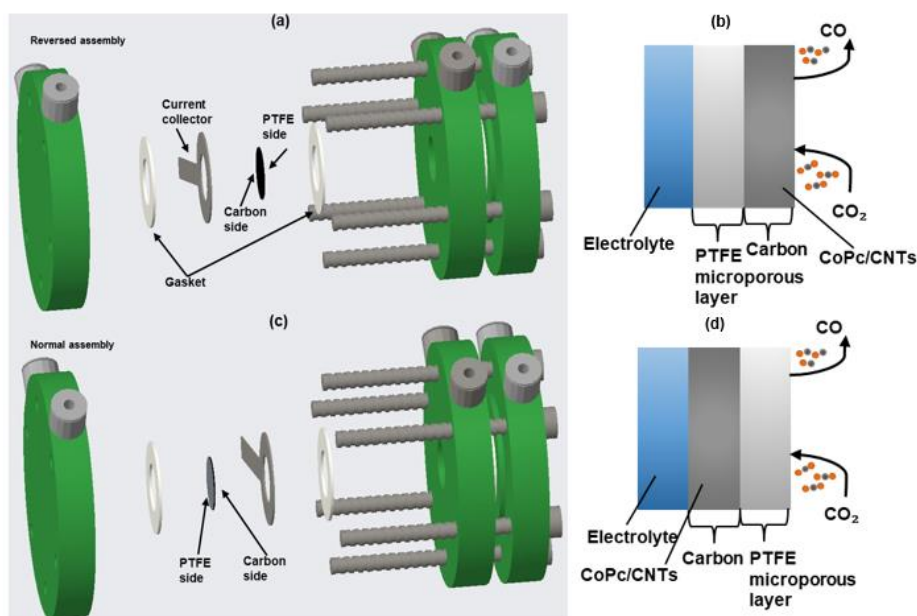 (a)
Reversed assembly
Current
collector
PTFE
side
Carbon
side
Gasket
(b)
CO
CO₂
Electrolyte
PTFE
microporous
layer
Carbon
CoPc/CNTs
(c)
Normal assembly
PTFE
side
Carbon
side
(d)
CO
CO₂
Electrolyte
CoPc/CNTs
Carbon
PTFE
microporous
layer